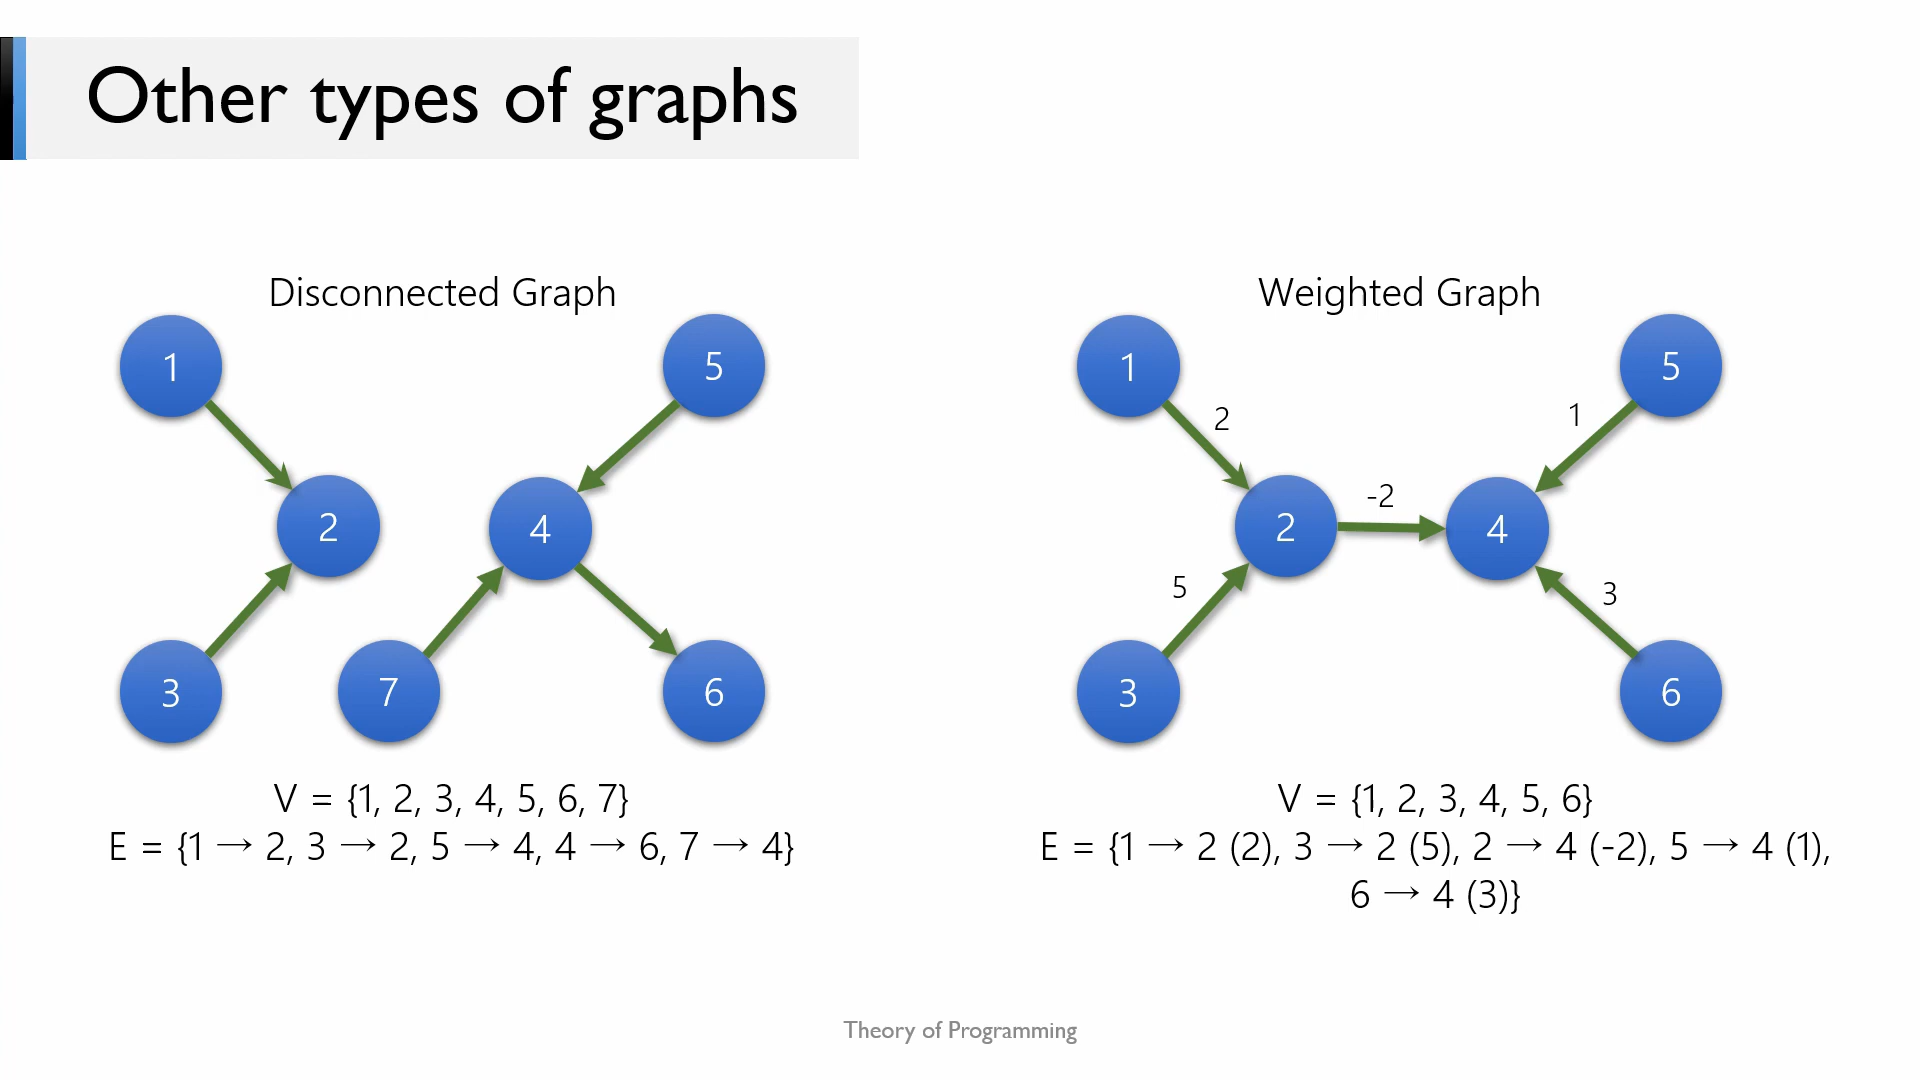 Other types of graphs
Disconnected Graph
1
5
2
4
3
7
6
V = {1, 2, 3, 4, 5, 6, 7}
E = {1 → 2, 3 → 2, 5 → 4, 4 → 6, 7 → 4}
Weighted Graph
1
5
2
1
-2
2
4
5
3
3
6
V = {1, 2, 3, 4, 5, 6}
E = {1 → 2 (2), 3 → 2 (5), 2 → 4 (-2), 5 → 4 (1),
6 → 4 (3)}
Theory of Programming